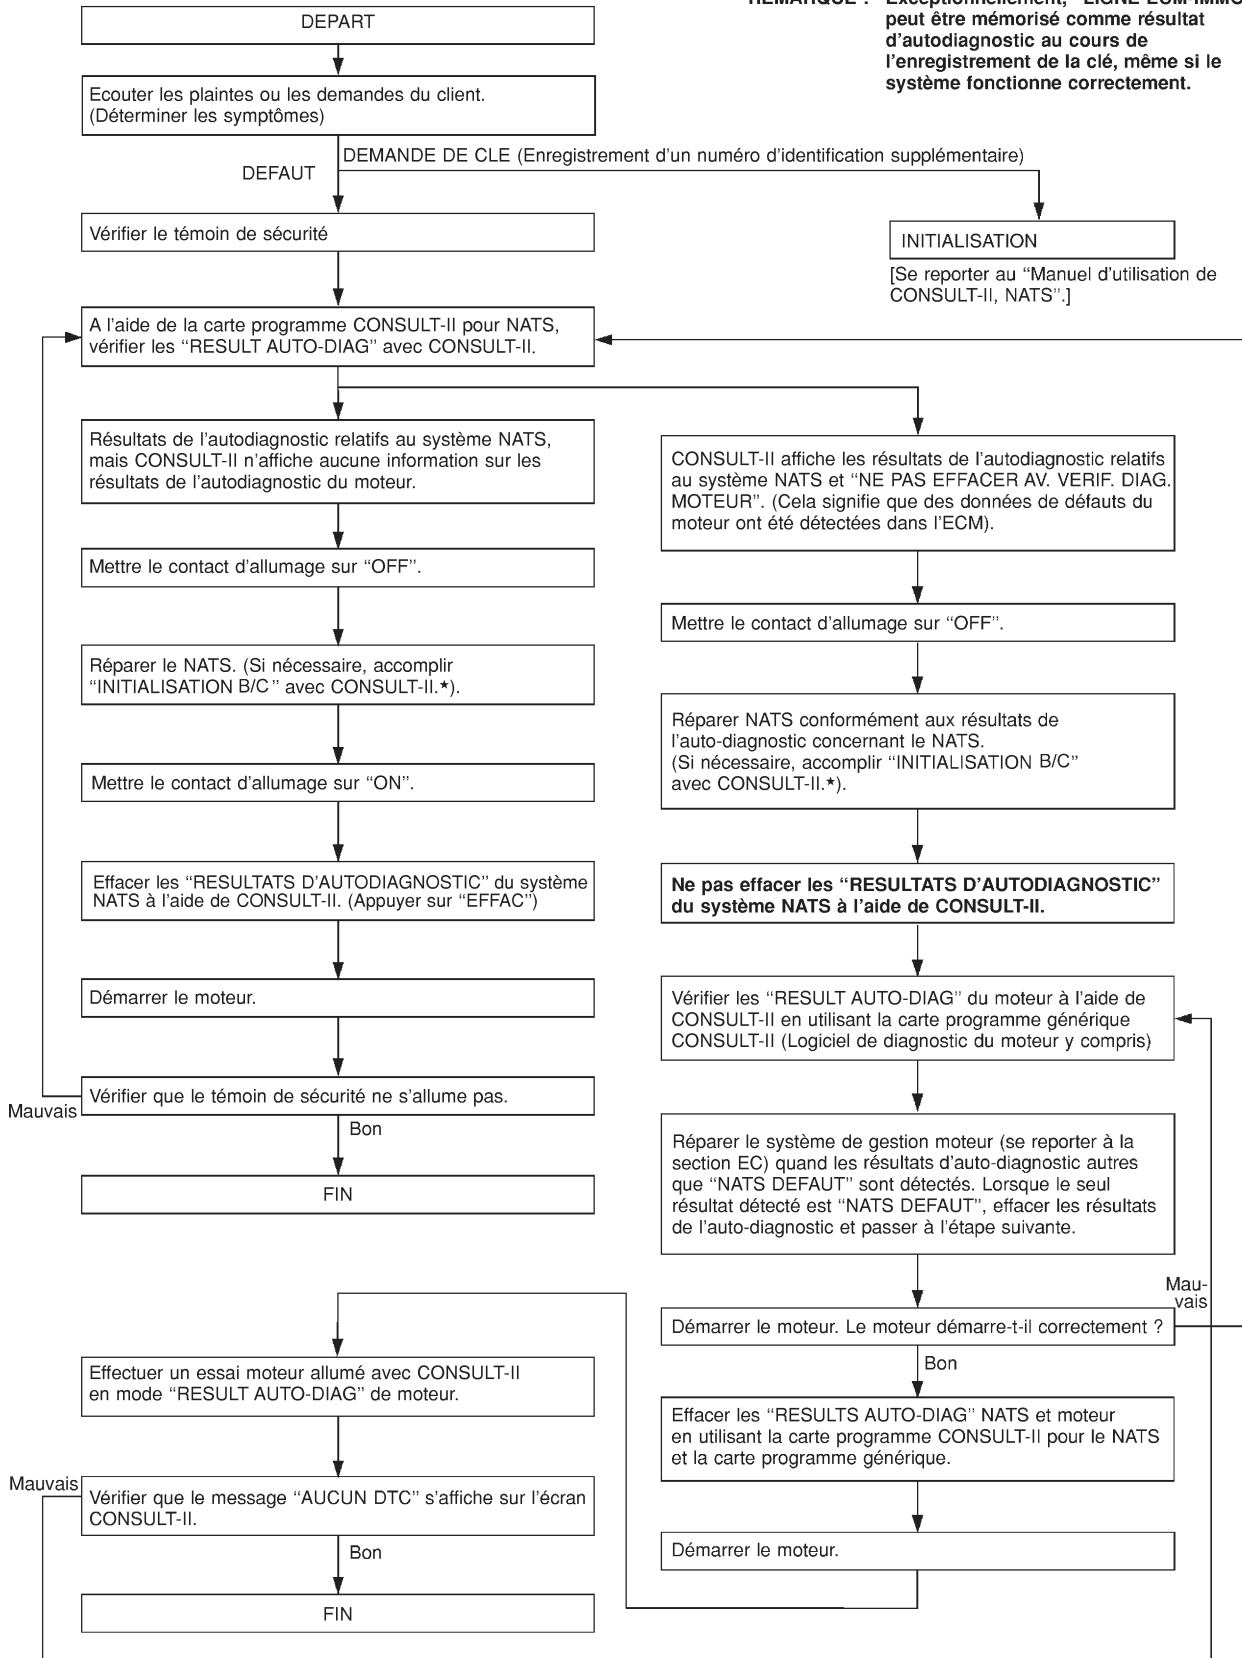 REMARQUE : Exceptionnellement, “LIGNE ECM-IMMO
peut être mémorisé comme résultat
d’autodiagnostic au cours de
l’enregistrement de la clé, même si le
système fonctionne correctement.
DEPART
Ecouter les plaintes ou les demandes du client.
(Déterminer les symptômes)
DEMANDE DE CLE (Enregistrement d’un numéro d’identification supplémentaire)
DEFAUT
Vérifier le témoin de sécurité
INITIALISATION
[Se reporter au “Manuel d’utilisation de
CONSULT-II, NATS”.]
A l’aide de la carte programme CONSULT-II pour NATS,
vérifier les “RESULT AUTO-DIAG” avec CONSULT-II.
Résultats de l’autodiagnostic relatifs au système NATS,
mais CONSULT-II n’affiche aucune information sur les
résultats de l’autodiagnostic du moteur.
Mettre le contact d’allumage sur “OFF”.
Réparer le NATS. (Si nécessaire, accomplir
“INITIALISATION B/C” avec CONSULT-II.★).
Mettre le contact d’allumage sur “ON”.
Effacer les “RESULTATS D’AUTODIAGNOSTIC” du système
NATS à l’aide de CONSULT-II. (Appuyer sur “EFFAC”)
Démarrer le moteur.
Vérifier que le témoin de sécurité ne s’allume pas.
Mauvais
Bon
FIN
CONSULT-II affiche les résultats de l’autodiagnostic relatifs
au système NATS et “NE PAS EFFACER AV. VERIF. DIAG.
MOTEUR”. (Cela signifie que des données de défauts du
moteur ont été détectées dans l’ECM).
Mettre le contact d’allumage sur “OFF”.
Réparer NATS conformément aux résultats de
l’auto-diagnostic concernant le NATS.
(Si nécessaire, accomplir “INITIALISATION B/C”
avec CONSULT-II.★).
Ne pas effacer les “RESULTATS D’AUTODIAGNOSTIC”
du système NATS à l’aide de CONSULT-II.
Vérifier les “RESULT AUTO-DIAG” du moteur à l’aide de
CONSULT-II en utilisant la carte programme générique
CONSULT-II (Logiciel de diagnostic du moteur y compris)
Réparer le système de gestion moteur (se reporter à la
section EC) quand les résultats d’auto-diagnostic autres
que “NATS DEFAUT” sont détectés. Lorsque le seul
résultat détecté est “NATS DEFAUT”, effacer les résultats
de l’auto-diagnostic et passer à l’étape suivante.
Mau-
vais
Démarrer le moteur. Le moteur démarre-t-il correctement ?
Bon
Effacer les “RESULTS AUTO-DIAG” NATS et moteur
en utilisant la carte programme CONSULT-II pour le NATS
et la carte programme générique.
Démarrer le moteur.
Effectuer un essai moteur allumé avec CONSULT-II
en mode “RESULT AUTO-DIAG” de moteur.
Mauvais
Vérifier que le message “AUCUN DTC” s’affiche sur l’écran
CONSULT-II.
Bon
FIN